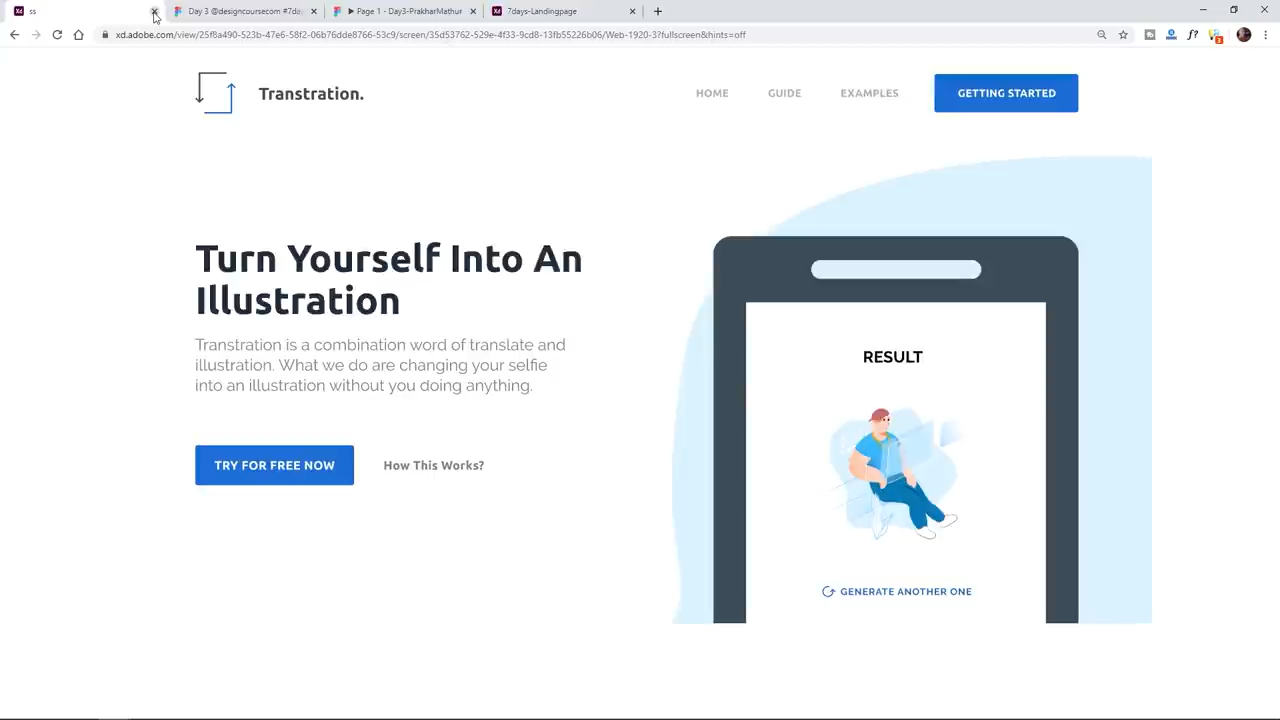 ss
Day 3 @designcoursecom #7da
Page 1 - Day3-PrakharMathur
7days-Landingpage
xd.adobe.com/view/25f8a490-523b-47e6-58f2-06b76dde8766-53c9/screen/35d53762-529e-4f33-9cd8-13fb55226b06/Web-1920-3?fullscreen&hints=off
Transtration.
HOME
GUIDE
EXAMPLES
GETTING STARTED
Turn Yourself Into An
Illustration
Transtration is a combination word of translate and
illustration. What we do are changing your selfie
into an illustration without you doing anything.
TRY FOR FREE NOW
How This Works?
RESULT
GENERATE ANOTHER ONE